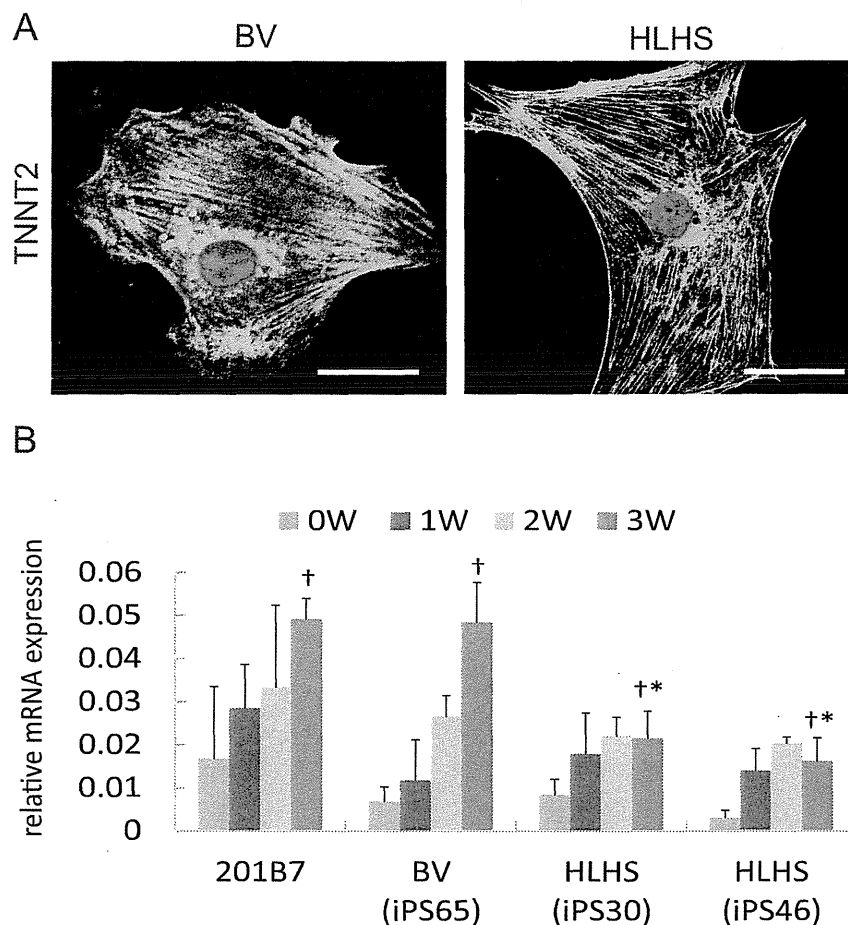 A
BV
HLHS
TNNT2
B
0W 1W 2W 3W
relative mRNA expression
0.06
0.05
0.04
0.03
0.02
0.01
0
†
†
†*
†*
201B7
BV
(iPS65)
HLHS
(iPS30)
HLHS
(iPS46)